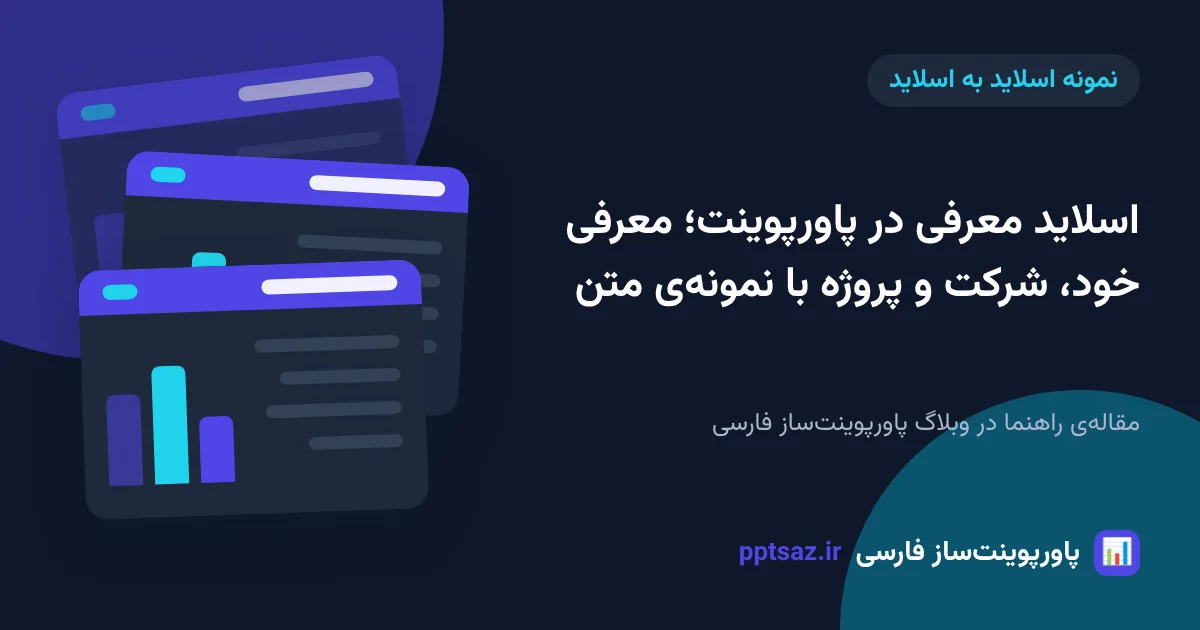 نمونه اسلاید به اسلاید
اسلاید معرفی در پاورپوینت؛ معرفی
خود، شرکت و پروژه با نمونه‌ی متن
مقاله‌ی راهنما در وبلاگ پاورپوینت‌ساز فارسی
پاورپوینت‌ساز فارسی pptsaz.ir